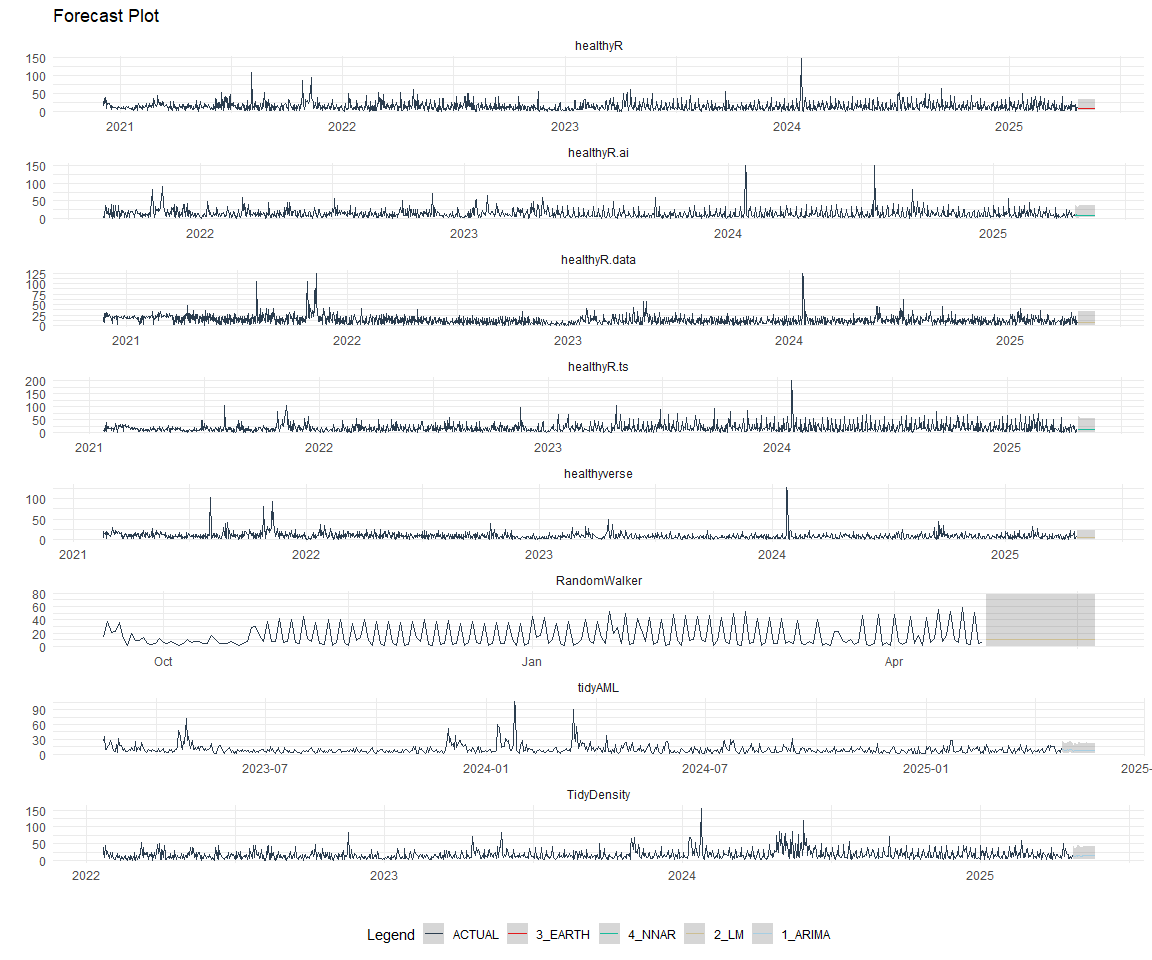 Forecast Plot
healthyR
150
100
50
0
2021 2022 2023 2024 2025
healthyR.ai
150
100
50
0
2022 2023 2024 2025
healthyR.data
125
100
75
50
25
0
2021 2022 2023 2024 2025
healthyR.ts
200
150
100
50
0
2021 2022 2023 2024 2025
healthyverse
100
50
0
2021 2022 2023 2024 2025
RandomWalker
80
60
40
20
0
Oct Jan Apr
tidyAML
90
60
30
0
2023-07 2024-01 2024-07 2025-01 2025-
TidyDensity
150
100
50
0
2022 2023 2024 2025
Legend ACTUAL 3_EARTH 4_NNAR 2_LM 1_ARIMA